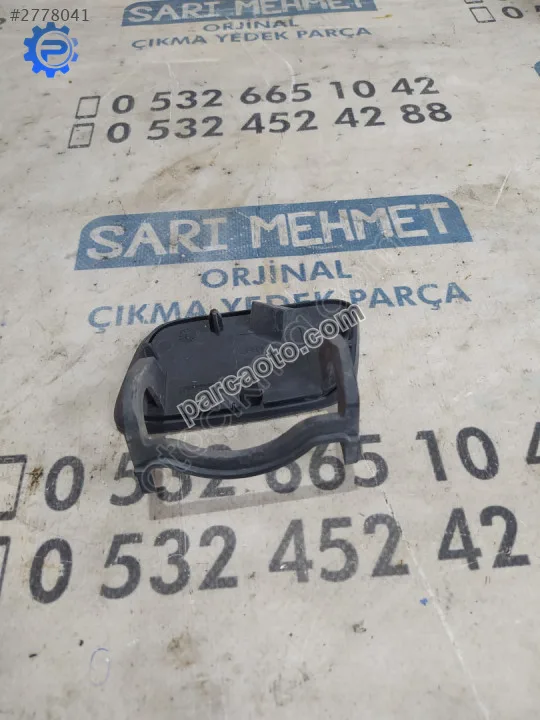 #2778041
SARI MEHMET
ORJİNAL
ÇIKMA YEDEK PARÇA
0 532 665 10 42
0 532 452 42 88
SARI MEHMET
ORJİNAL
ÇIKMA YEDEK PARÇA
parcaoto.com
0 532 665 10 4
0 532 452 42